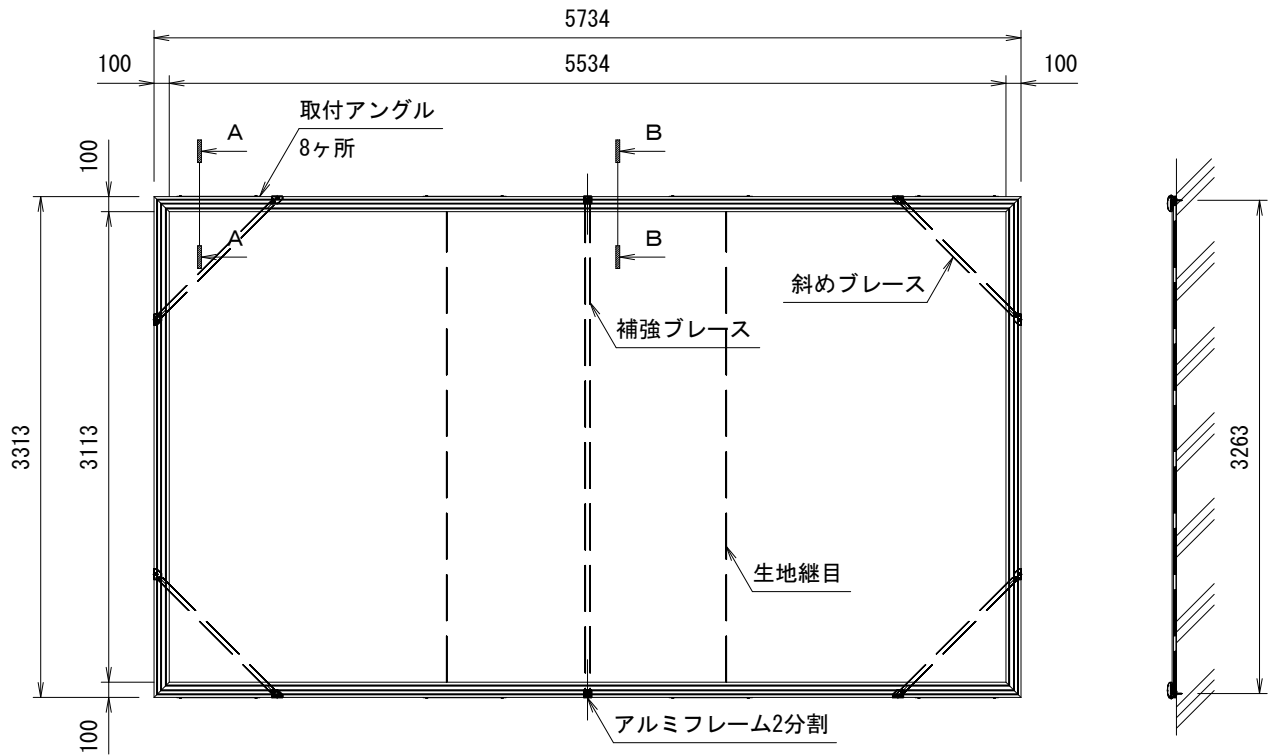 5734
100
5534
100
取付アングル
8ヶ所
A
B
100
A
B
斜めブレース
補強ブレース
3313
3113
3263
生地継目
アルミフレーム2分割
100